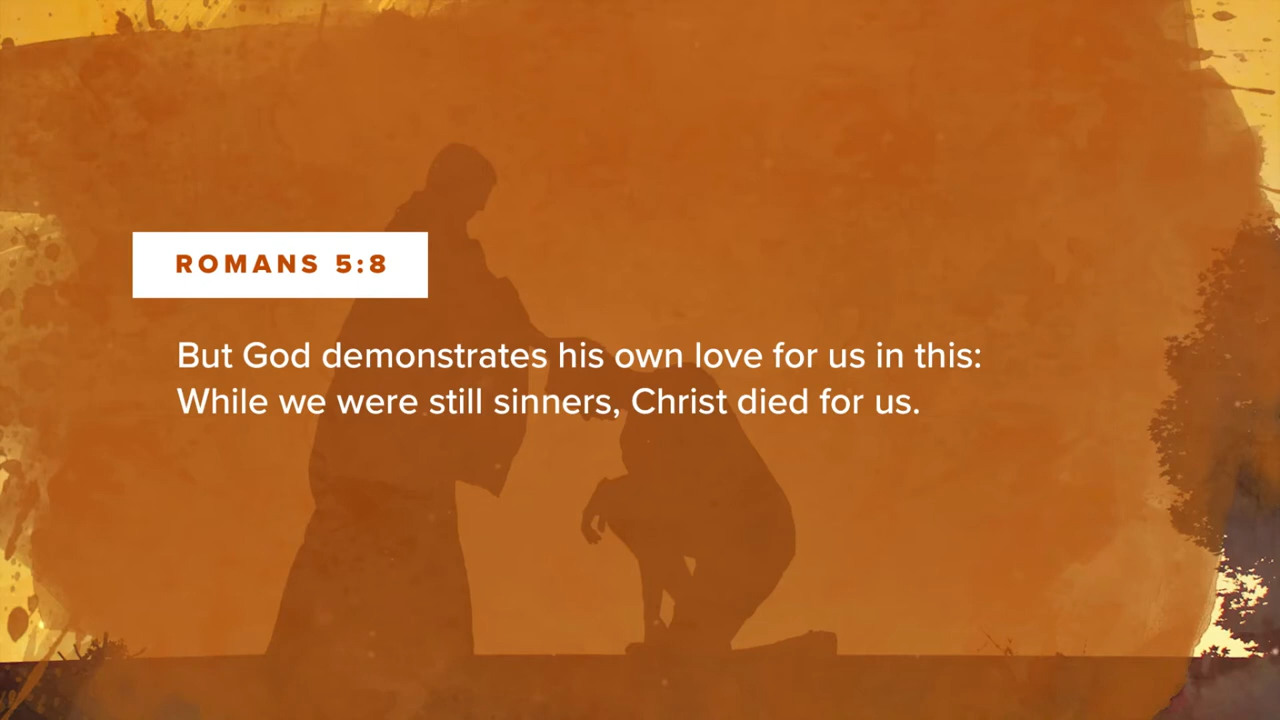 ROMANS 5:8
But God demonstrates his own love for us in this:
While we were still sinners, Christ died for us.